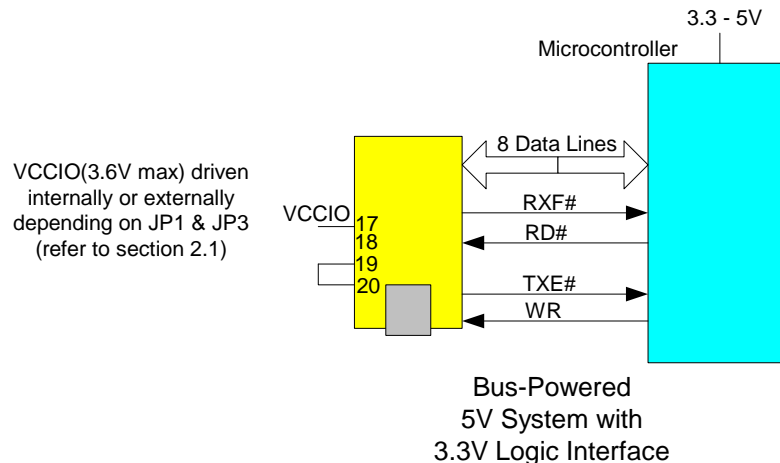 3.3 - 5V
Microcontroller
8 Data Lines
VCCIO(3.6V max) driven
internally or externally
depending on JP1 & JP3
(refer to section 2.1)
VCCIO
17
18
19
20
RXF#
RD#
TXE#
WR
Bus-Powered
5V System with
3.3V Logic Interface